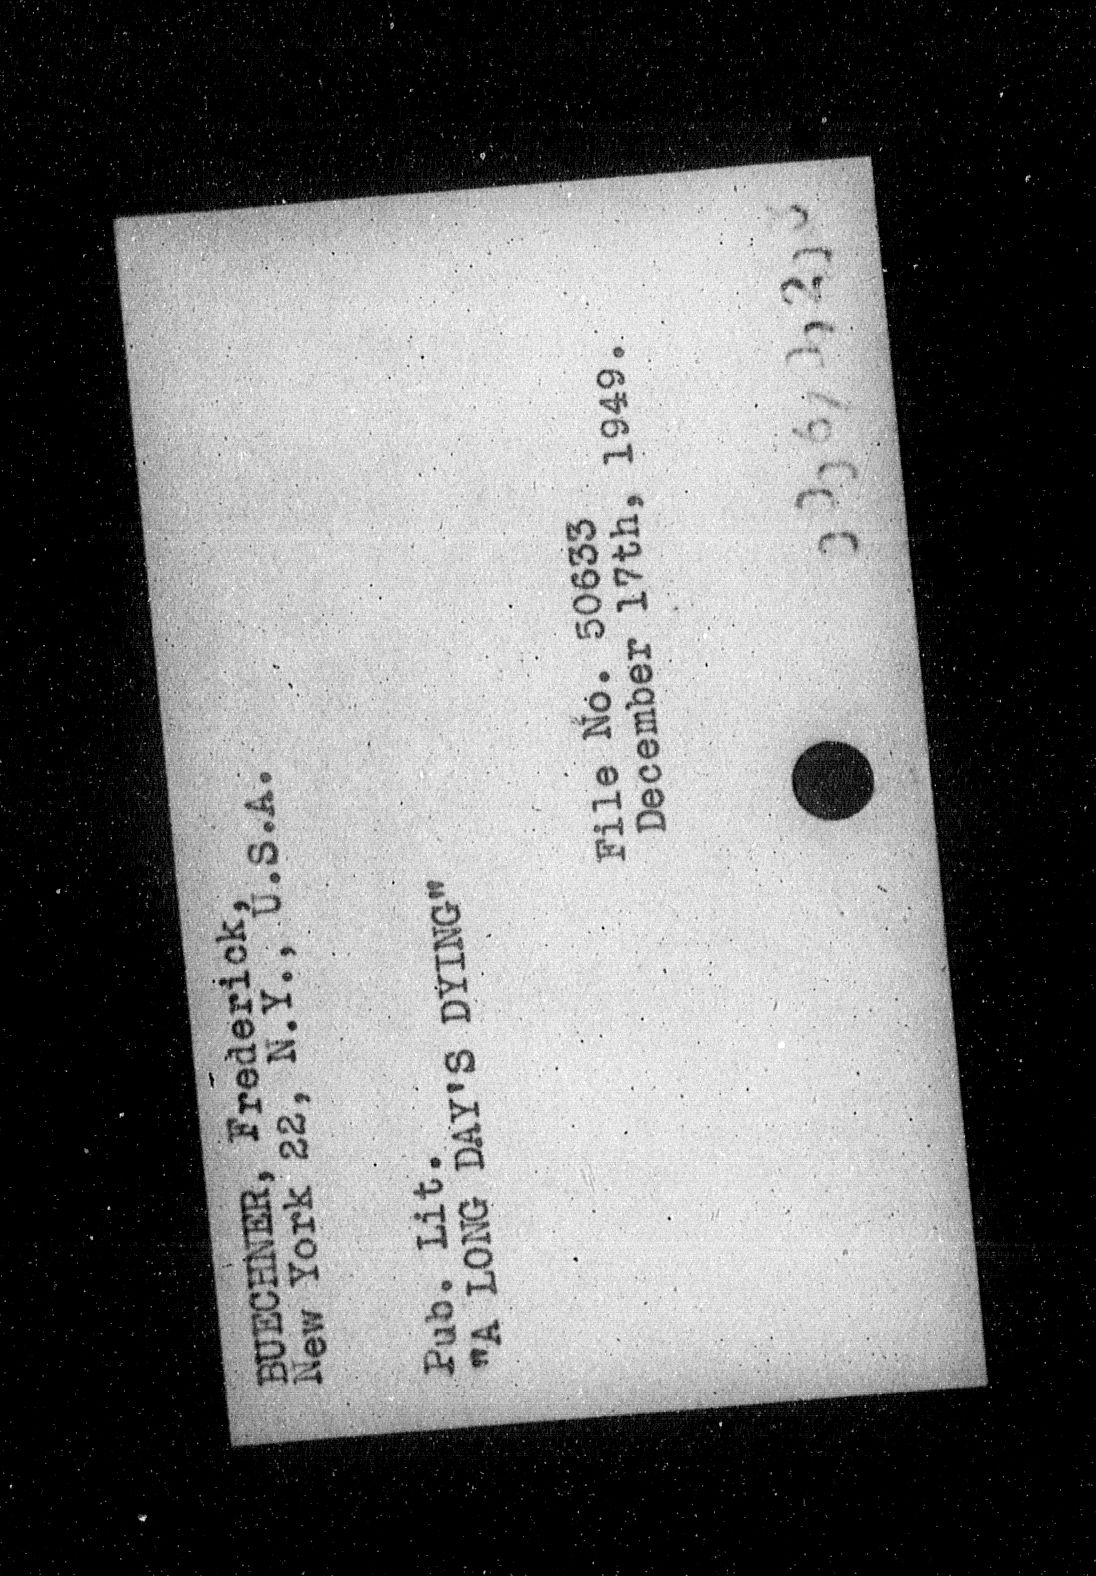 BUECHNER, Frederick,
New York 22, N.Y., U.S.A.
Pub. Lit.
"A LONG DAY'S DYING"
File No. 50633
December 17th, 1949.